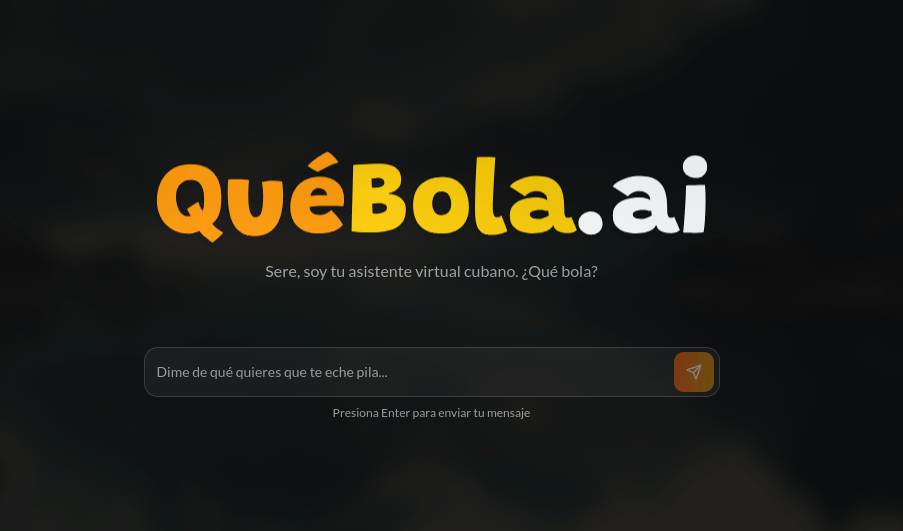 QuéBola.ai
Sere, soy tu asistente virtual cubano. ¿Qué bola?
Dime de qué quieres que te eche pila...
Presiona Enter para enviar tu mensaje